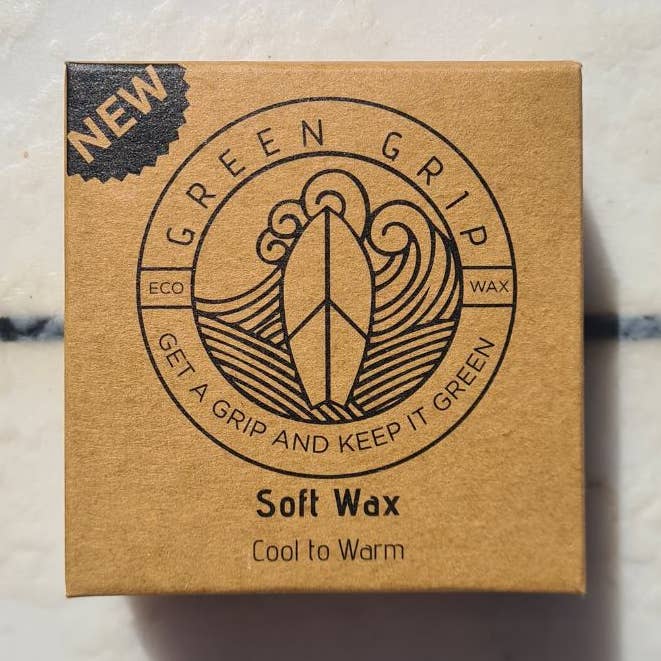 NEW
GREEN GRIP
ECO
WAX
GET A GRIP AND KEEP IT GREEN
Soft Wax
Cool to Warm